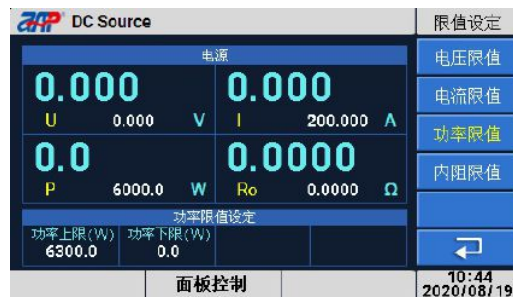 AAP DC Source
限值设定
电源
0.000
U 0.000 V
0.000
I 200.000 A
0.0
P 6000.0 W
0.0000
Ro 0.0000 Ω
功率限值设定
功率上限(W) 功率下限(W)
6300.0 0.0
电压限值
电流限值
功率限值
内阻限值
面板控制
10:44
2020/08/19